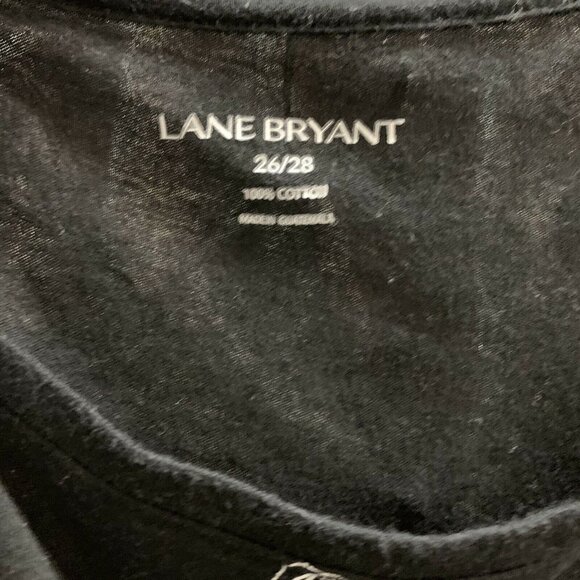 LANE BRYANT
26/28
100% COTTON
MADE IN GUATEMALA